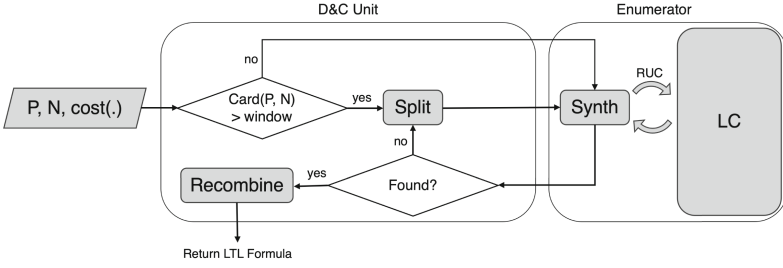 D&C Unit
Enumerator
no
RUC
P, N, cost(.)
Card(P, N)
> window
yes
Split
Synth
LC
no
Recombine
yes
Found?
Return LTL Formula